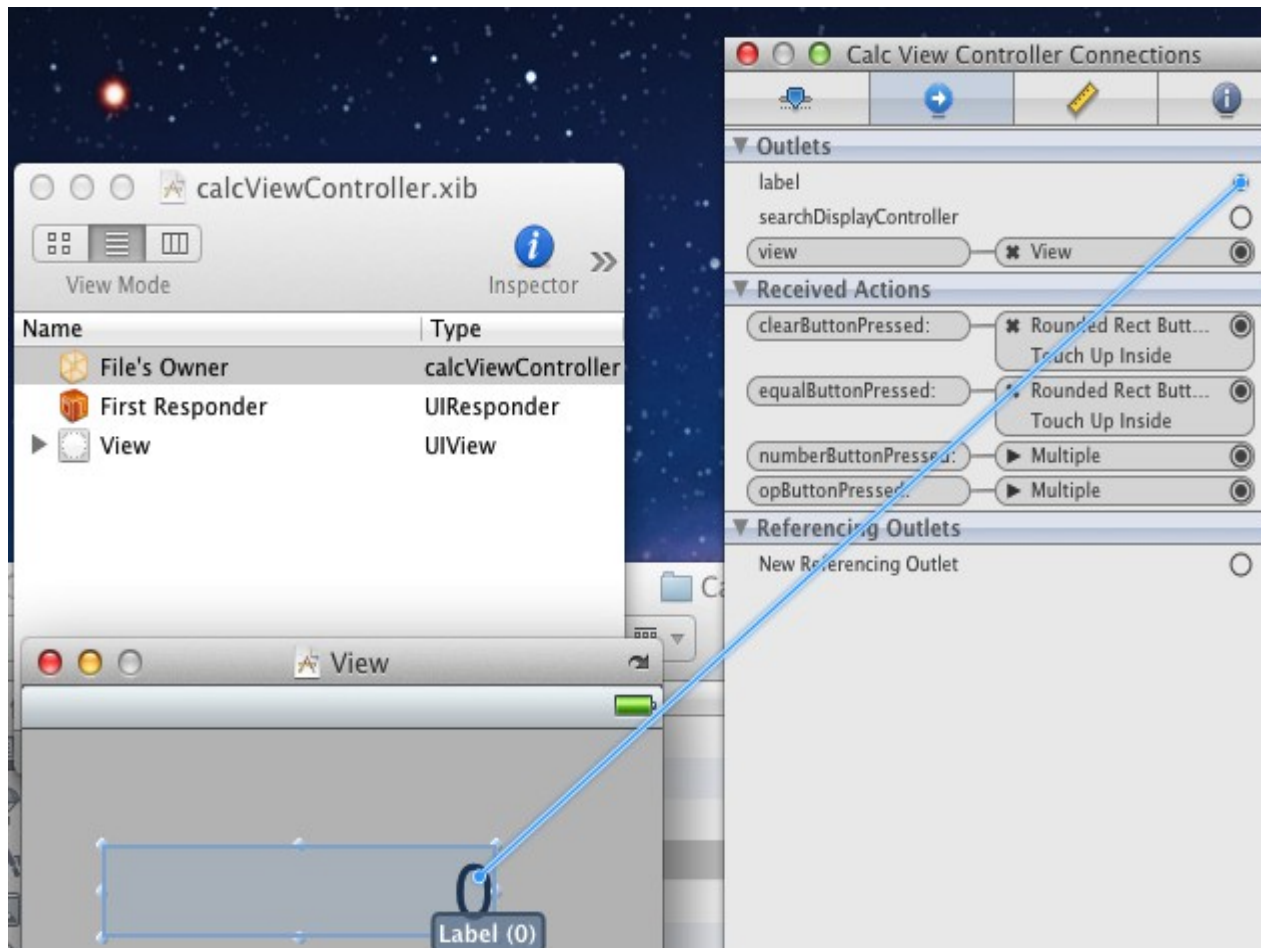 Calc View Controller Connections
Outlets
label
searchDisplayController
view
View
Received Actions
clearButtonPressed:
Rounded Rect Butt...
Touch Up Inside
equalButtonPressed:
Rounded Rect Butt...
Touch Up Inside
numberButtonPressed:
Multiple
opButtonPressed:
Multiple
Referencing Outlets
New Referencing Outlet
calcViewController.xib
View Mode
Inspector
Name Type
File's Owner calcViewController
First Responder UIResponder
View UIView
View
0
Label (0)